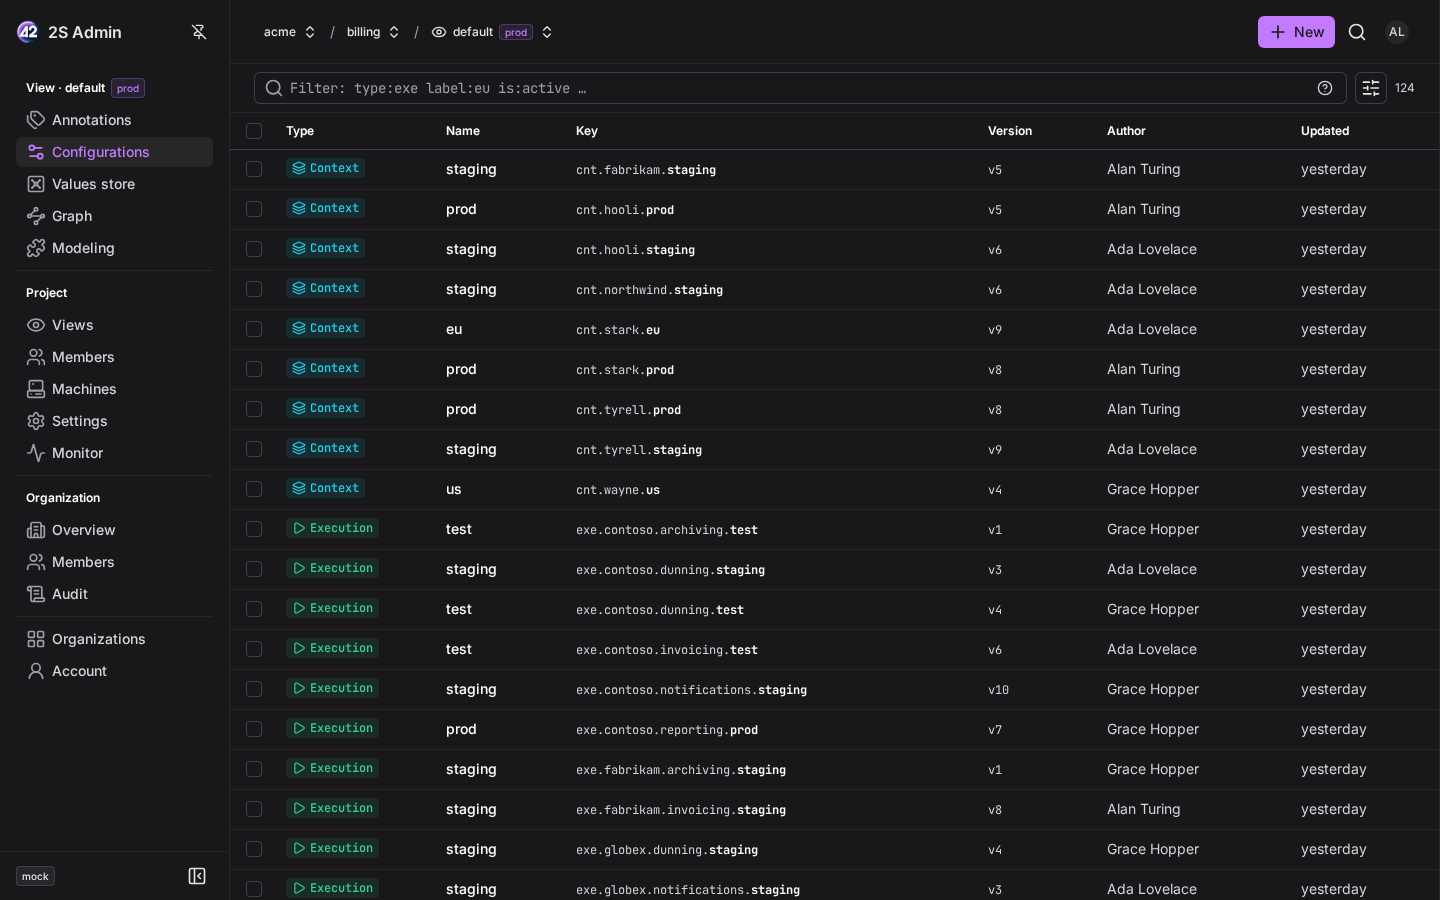 2S Admin
acme / billing / default prod
New
AL
View · default prod
Annotations
Configurations
Values store
Graph
Modeling
Project
Views
Members
Machines
Settings
Monitor
Organization
Overview
Members
Audit
Organizations
Account
mock
Filter: type:exe label:eu is:active …
124
Type Name Key Version Author Updated
Context staging cnt.fabrikam.staging v5 Alan Turing yesterday
Context prod cnt.hooli.prod v5 Alan Turing yesterday
Context staging cnt.hooli.staging v6 Ada Lovelace yesterday
Context staging cnt.northwind.staging v6 Ada Lovelace yesterday
Context eu cnt.stark.eu v9 Ada Lovelace yesterday
Context prod cnt.stark.prod v8 Alan Turing yesterday
Context prod cnt.tyrell.prod v8 Alan Turing yesterday
Context staging cnt.tyrell.staging v9 Ada Lovelace yesterday
Context us cnt.wayne.us v4 Grace Hopper yesterday
Execution test exe.contoso.archiving.test v1 Grace Hopper yesterday
Execution staging exe.contoso.dunning.staging v3 Ada Lovelace yesterday
Execution test exe.contoso.dunning.test v4 Grace Hopper yesterday
Execution test exe.contoso.invoicing.test v6 Ada Lovelace yesterday
Execution staging exe.contoso.notifications.staging v10 Grace Hopper yesterday
Execution prod exe.contoso.reporting.prod v7 Grace Hopper yesterday
Execution staging exe.fabrikam.archiving.staging v1 Grace Hopper yesterday
Execution staging exe.fabrikam.invoicing.staging v8 Alan Turing yesterday
Execution staging exe.globex.dunning.staging v4 Grace Hopper yesterday
Execution staging exe.globex.notifications.staging v3 Ada Lovelace yesterday